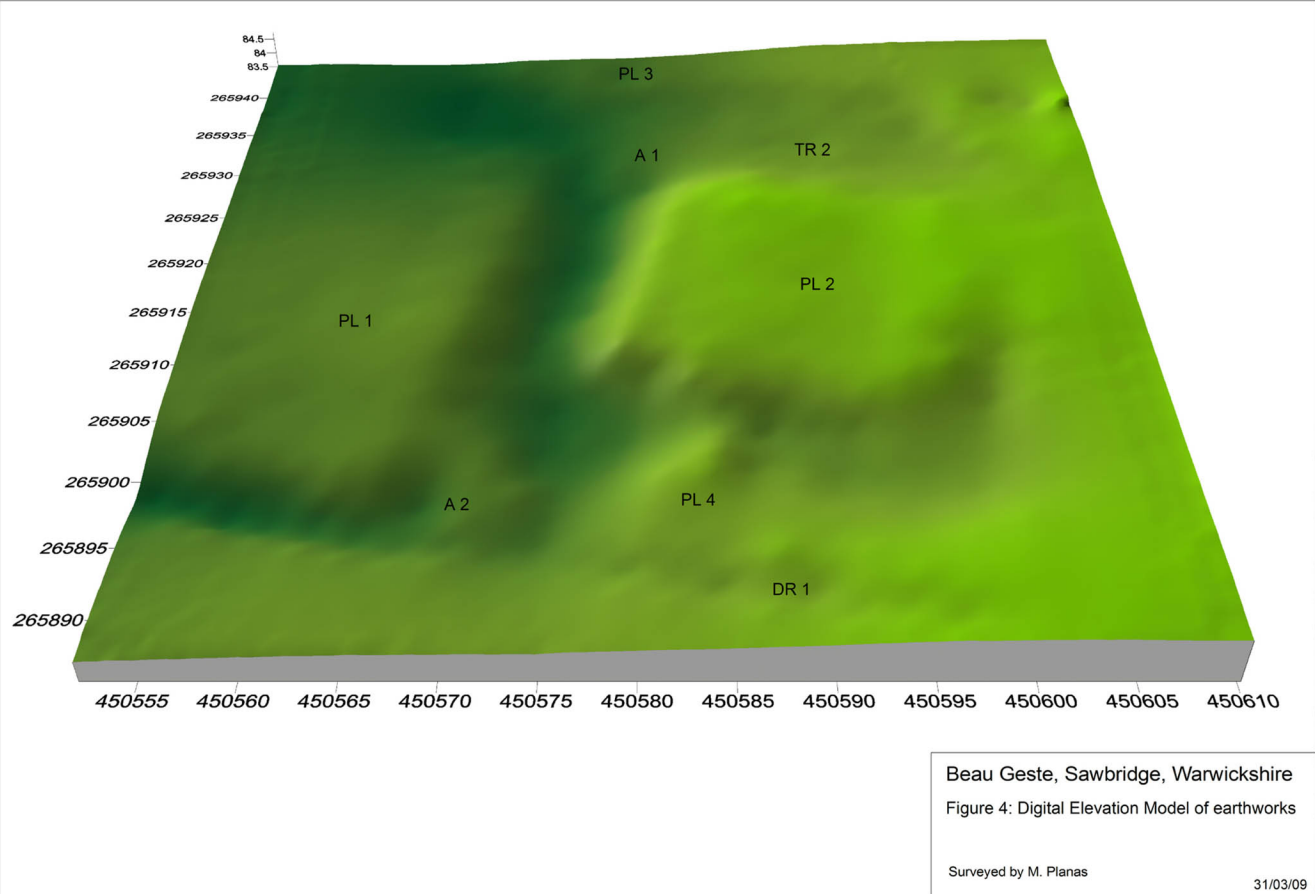 84.5
84
83.5
PL 3
265940
265935
A 1
TR 2
265930
265925
265920
PL 2
265915
PL 1
265910
265905
265900
A 2
PL 4
265895
DR 1
265890
450555 450560 450565 450570 450575 450580 450585 450590 450595 450600 450605 450610
Beau Geste, Sawbridge, Warwickshire
Figure 4: Digital Elevation Model of earthworks
Surveyed by M. Planas
31/03/09